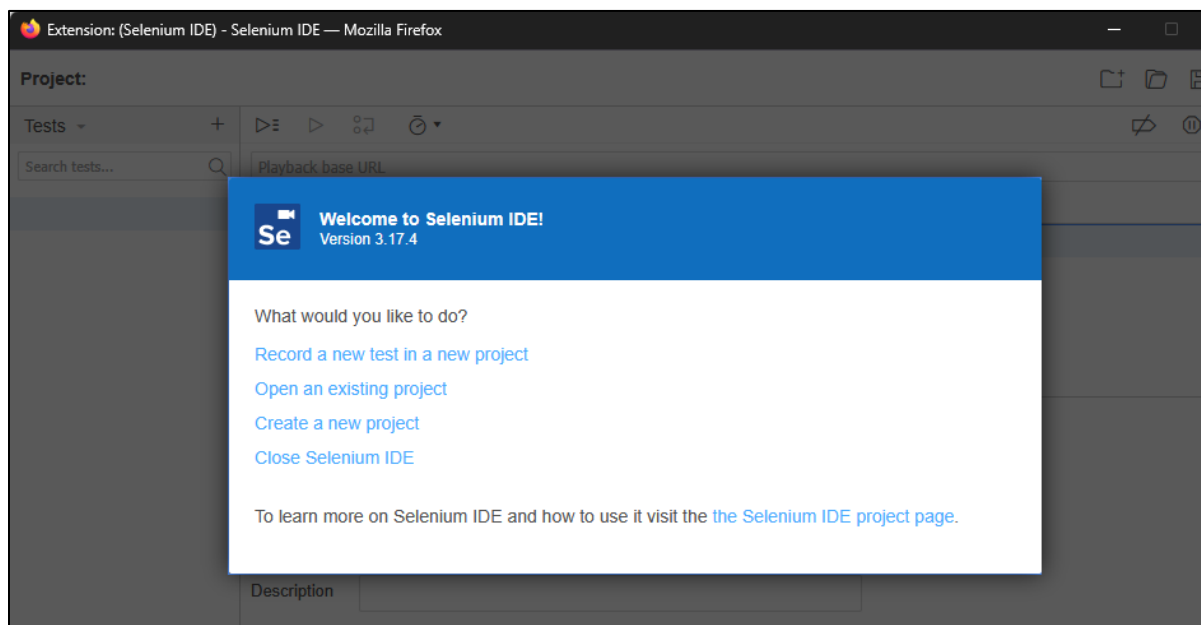 Extension: (Selenium IDE) - Selenium IDE — Mozilla Firefox
Project:
Tests
Search tests...
Playback base URL
Se
Welcome to Selenium IDE!
Version 3.17.4
What would you like to do?
Record a new test in a new project
Open an existing project
Create a new project
Close Selenium IDE
To learn more on Selenium IDE and how to use it visit the the Selenium IDE project page.
Description